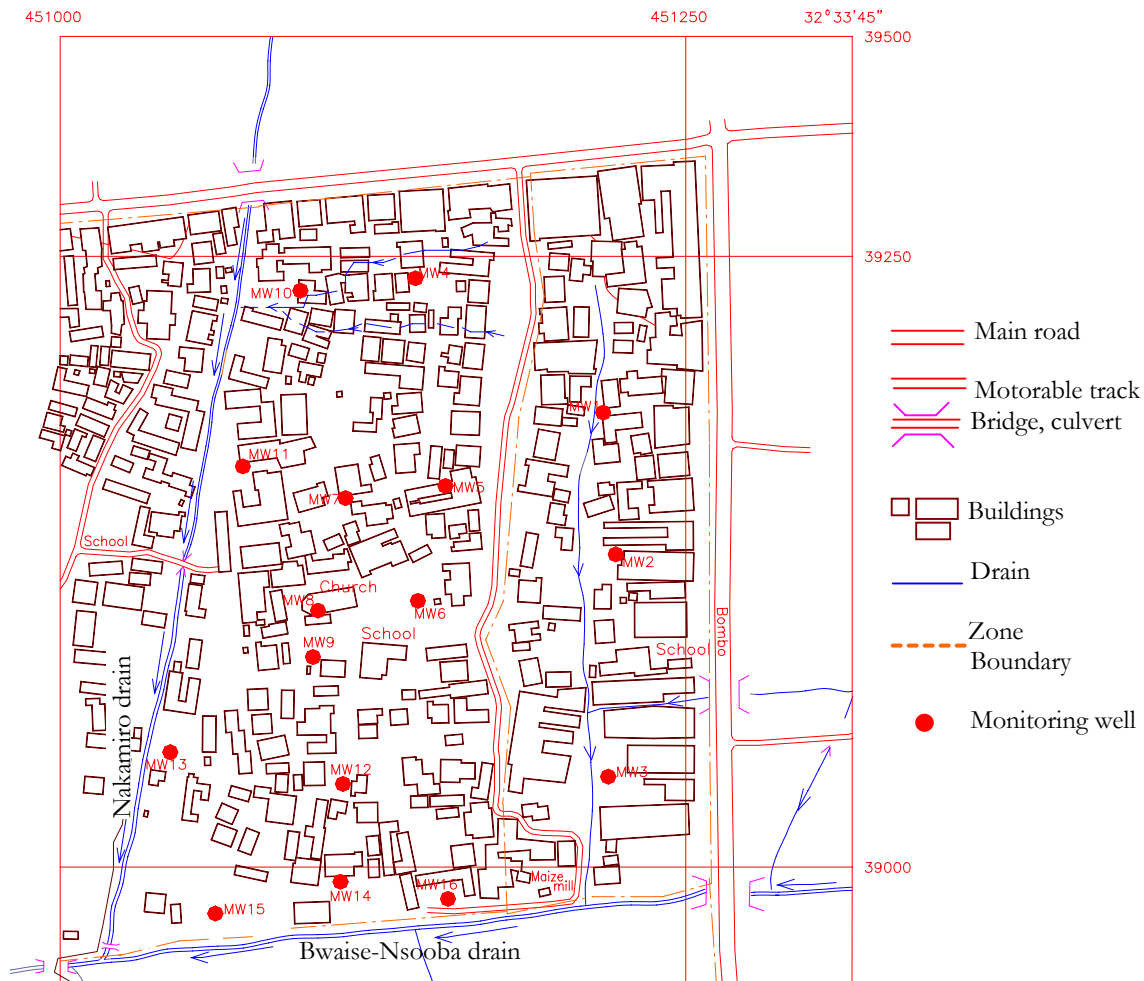 451000
451250
32°33'45"
39500
39250
MW4
MW10
Main road
Motorable track
Bridge, culvert
MW1
MW11
MW5
MW7
Buildings
School
MW2
Drain
Church
MW8
MW6
School
Bombo
Zone
Boundary
School
MW9
Nakamiro drain
Monitoring well
MW13
MW12
MW3
39000
Maize
mill
MW14
MW16
MW15
Bwaise-Nsooba drain